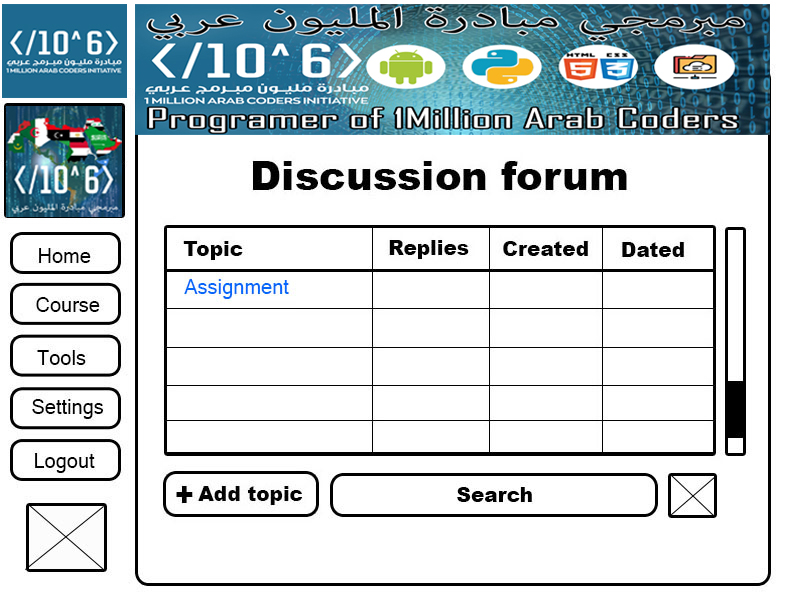 </10^6>
مبادرة مليون مبرمج عربي
1 MILLION ARAB CODERS INITIATIVE
</10^6>
مبرمجي مبادرة المليون عربي
Home
Course
Tools
Settings
Logout
مبرمجي مبادرة المليون عربي
</10^6>
مبادرة مليون مبرمج عربي
1 MILLION ARAB CODERS INITIATIVE
HTML CSS
5 3
Programer of 1Million Arab Coders
Discussion forum
Topic Replies Created Dated
Assignment
+ Add topic Search